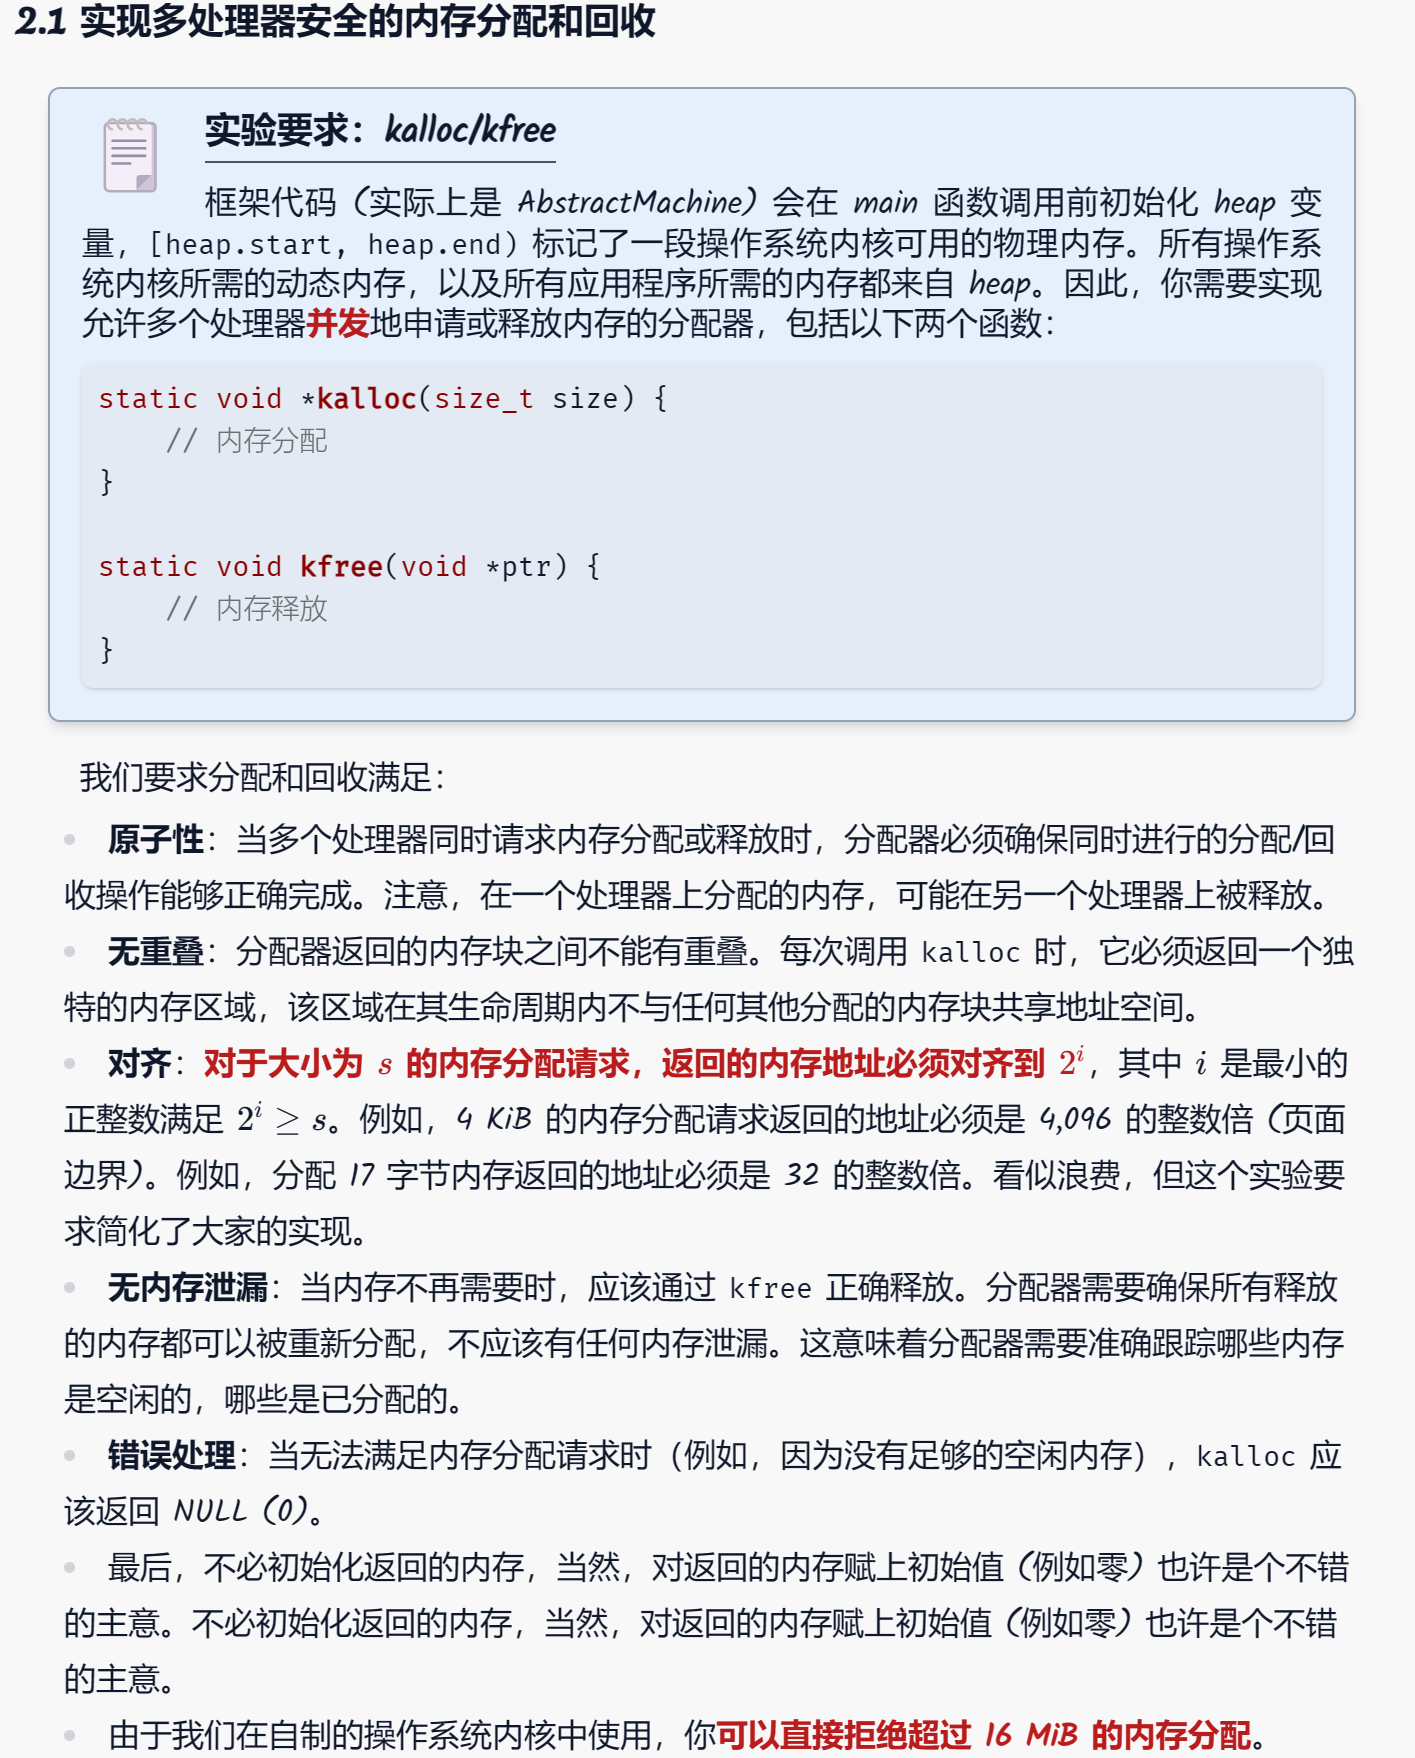 2.1 实现多处理器安全的内存分配和回收
实验要求：kalloc/kfree
框架代码 (实际上是 AbstractMachine) 会在 main 函数调用前初始化 heap 变
量，[heap.start, heap.end) 标记了一段操作系统内核可用的物理内存。所有操作系
统内核所需的动态内存，以及所有应用程序所需的内存都来自 heap。因此，你需要实现
允许多个处理器并发地申请或释放内存的分配器，包括以下两个函数：
static void *kalloc(size_t size) {
    // 内存分配
}
static void kfree(void *ptr) {
    // 内存释放
}
我们要求分配和回收满足：
• 原子性：当多个处理器同时请求内存分配或释放时，分配器必须确保同时进行的分配/回
收操作能够正确完成。注意，在一个处理器上分配的内存，可能在另一个处理器上被释放。
• 无重叠：分配器返回的内存块之间不能有重叠。每次调用 kalloc 时，它必须返回一个独
特的内存区域，该区域在其生命周期内不与任何其他分配的内存块共享地址空间。
• 对齐：对于大小为 s 的内存分配请求，返回的内存地址必须对齐到 2^i，其中 i 是最小的
正整数满足 2^i ≥ s。例如，4 KiB 的内存分配请求返回的地址必须是 4,096 的整数倍 (页面
边界)。例如，分配 17 字节内存返回的地址必须是 32 的整数倍。看似浪费，但这个实验要
求简化了大家的实现。
• 无内存泄漏：当内存不再需要时，应该通过 kfree 正确释放。分配器需要确保所有释放
的内存都可以被重新分配，不应该有任何内存泄漏。这意味着分配器需要准确跟踪哪些内存
是空闲的，哪些是已分配的。
• 错误处理：当无法满足内存分配请求时（例如，因为没有足够的空闲内存），kalloc 应
该返回 NULL (0)。
• 最后，不必初始化返回的内存，当然，对返回的内存赋上初始值 (例如零) 也许是个不错
的主意。不必初始化返回的内存，当然，对返回的内存赋上初始值 (例如零) 也许是个不错
的主意。
• 由于我们在自制的操作系统内核中使用，你可以直接拒绝超过 16 MiB 的内存分配。